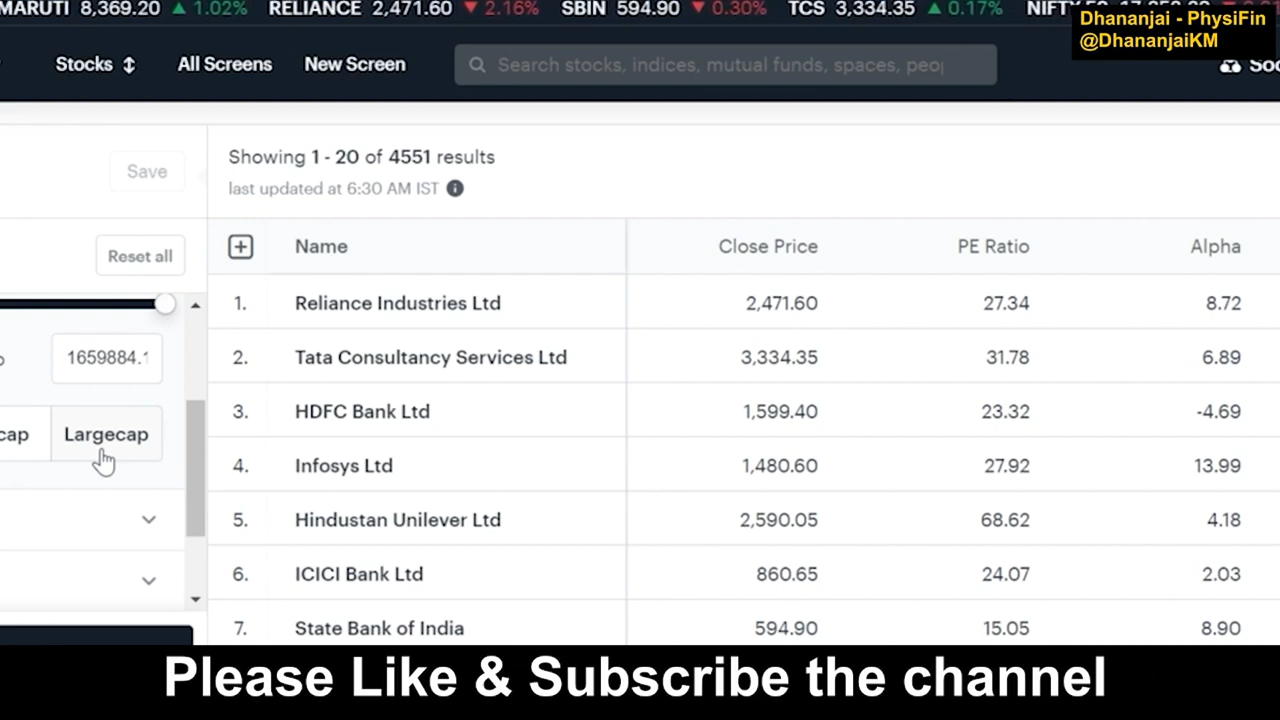 MARUTI 8,369.20 ▲ 1.02% RELIANCE 2,471.60 ▼ 2.16% SBIN 594.90 ▼ 0.30% TCS 3,334.35 ▲ 0.17%
Dhananjai - PhysiFin
@DhananjaiKM
Stocks All Screens New Screen Search stocks, indices, mutual funds, spaces, peop
Save
Showing 1 - 20 of 4551 results
last updated at 6:30 AM IST
Reset all
Name Close Price PE Ratio Alpha
1. Reliance Industries Ltd 2,471.60 27.34 8.72
1659884.1
2. Tata Consultancy Services Ltd 3,334.35 31.78 6.89
3. HDFC Bank Ltd 1,599.40 23.32 -4.69
cap Largecap
4. Infosys Ltd 1,480.60 27.92 13.99
5. Hindustan Unilever Ltd 2,590.05 68.62 4.18
6. ICICI Bank Ltd 860.65 24.07 2.03
7. State Bank of India 594.90 15.05 8.90
Please Like & Subscribe the channel